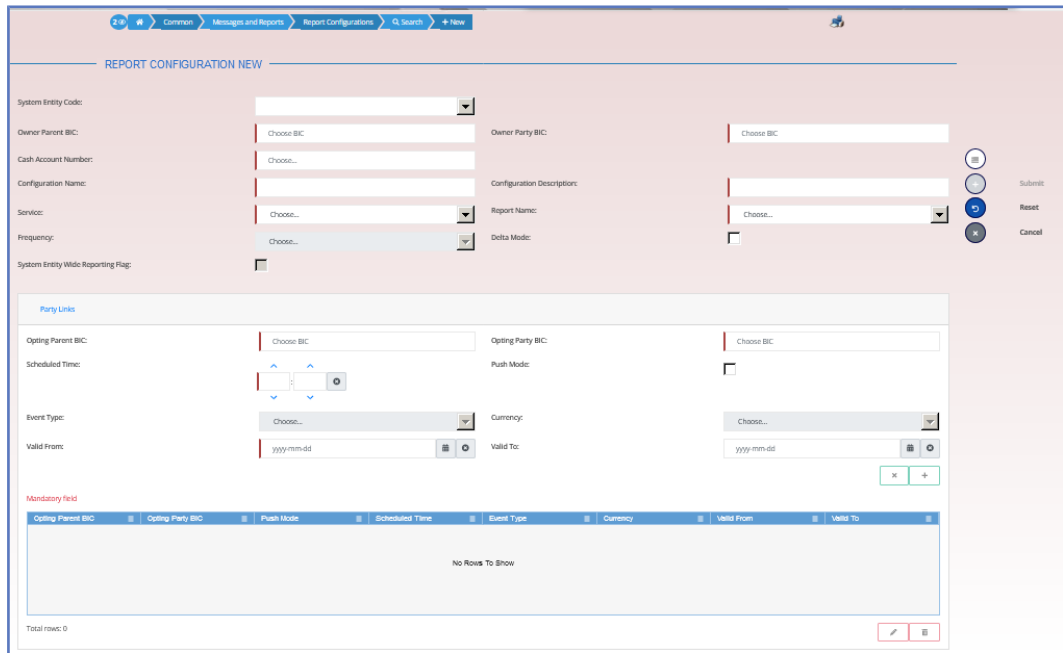 2
Common
Messages and Reports
Report Configurations
Search
+ New
REPORT CONFIGURATION NEW
System Entity Code:
Owner Parent BIC: Choose BIC Owner Party BIC: Choose BIC
Cash Account Number: Choose...
Configuration Name: Configuration Description:
Service: Choose... Report Name: Choose...
Frequency: Choose... Delta Mode:
System Entity Wide Reporting Flag:
Submit
Reset
Cancel
Party Links
Opting Parent BIC: Choose BIC Opting Party BIC: Choose BIC
Scheduled Time: : Push Mode:
Event Type: Choose... Currency: Choose...
Valid From: yyyy-mm-dd Valid To: yyyy-mm-dd
Mandatory field
Opting Parent BIC Opting Party BIC Push Mode Scheduled Time Event Type Currency Valid From Valid To
No Rows To Show
Total rows: 0